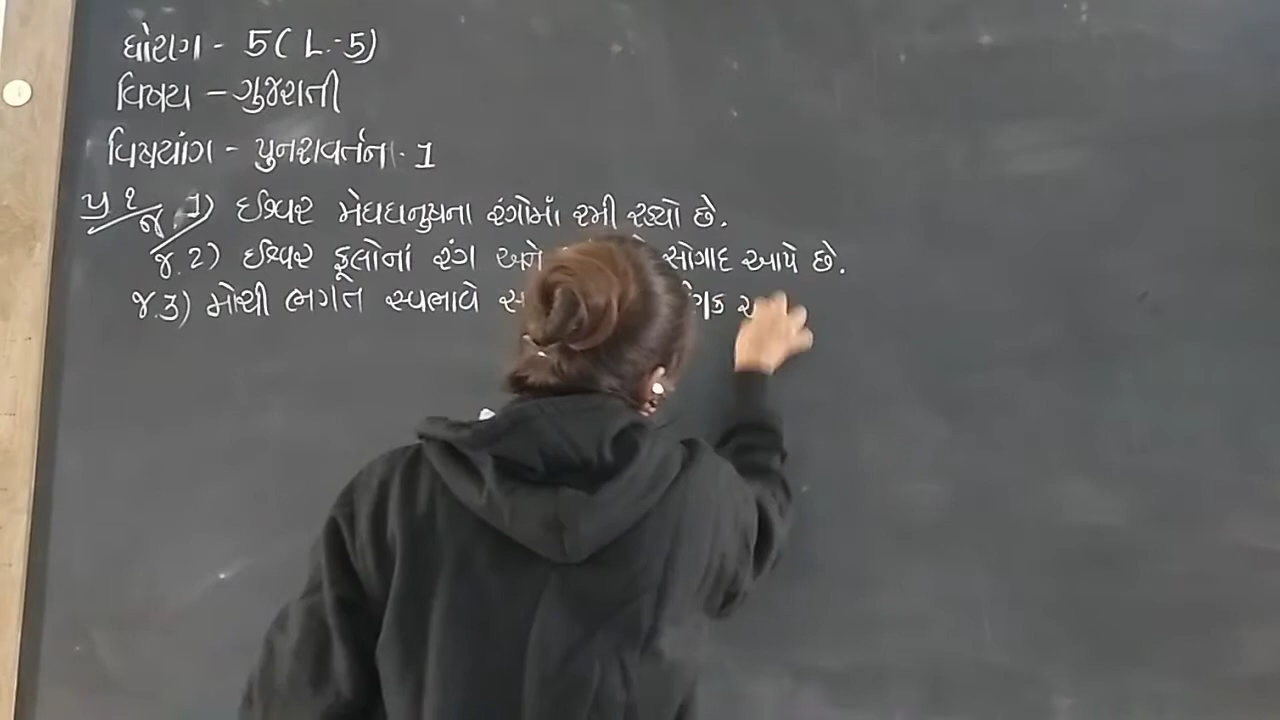 ધોરણ - 5 ( L.-5)
વિષય - ગુજરાતી
વિષયાંગ - પુનરાવર્તન - 1
પ્ર ૧ જ. 1) ઈશ્વર મેઘધનુષના રંગોમાં રમી રહ્યો છે.
જ. 2) ઈશ્વર ફૂલોનાં રંગ અને સોગાદ આપે છે.
જ. 3) મોચી ભગત સ્વભાવે